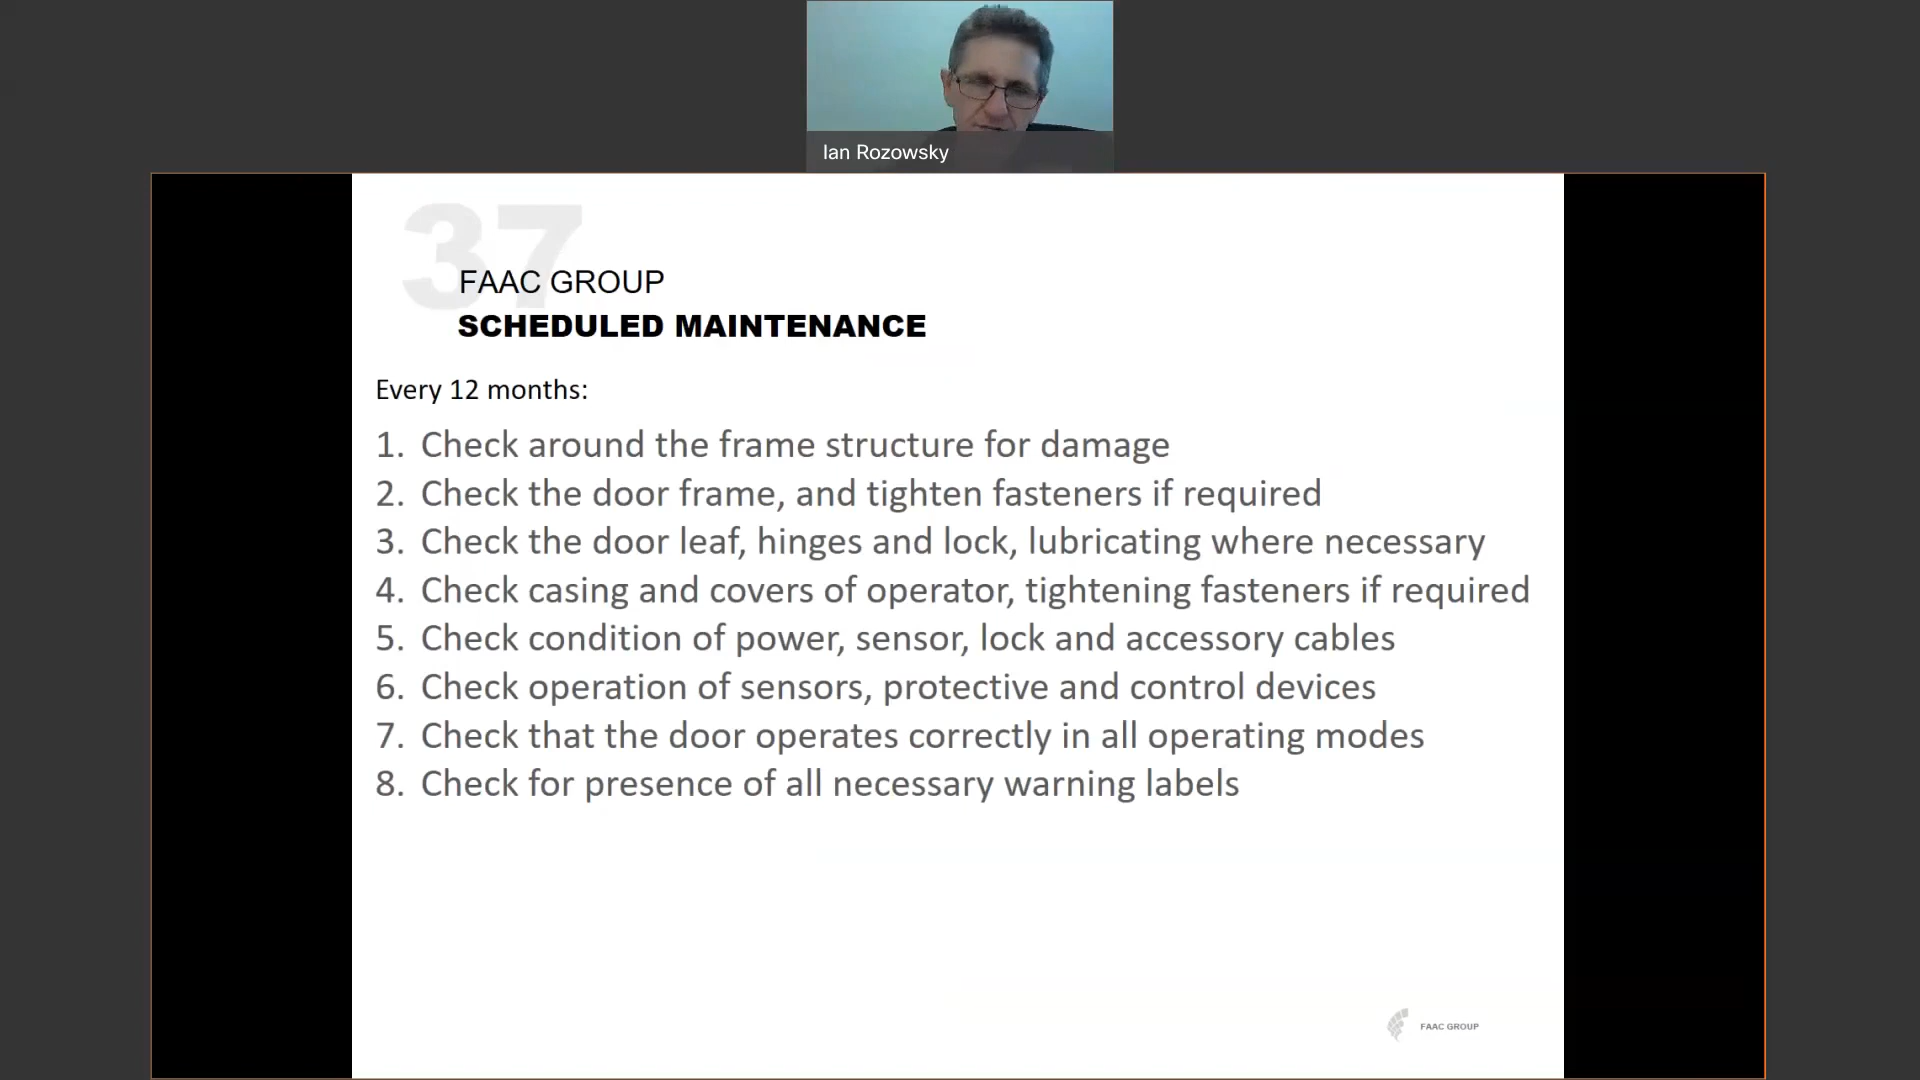 Ian Rozowsky
37
FAAC GROUP
SCHEDULED MAINTENANCE
Every 12 months:
1. Check around the frame structure for damage
2. Check the door frame, and tighten fasteners if required
3. Check the door leaf, hinges and lock, lubricating where necessary
4. Check casing and covers of operator, tightening fasteners if required
5. Check condition of power, sensor, lock and accessory cables
6. Check operation of sensors, protective and control devices
7. Check that the door operates correctly in all operating modes
8. Check for presence of all necessary warning labels
FAAC GROUP